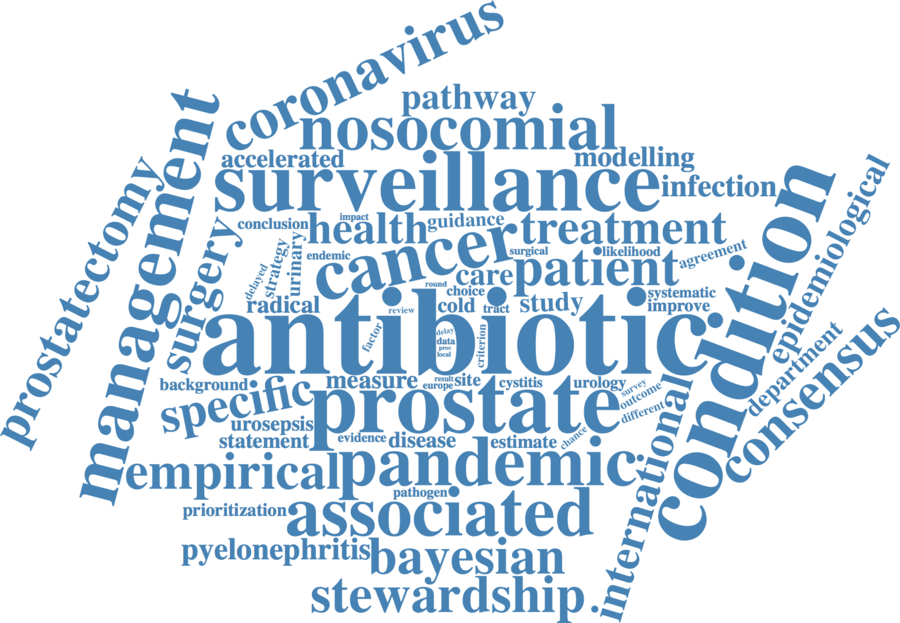 coronavirus
pathway
nosocomial
accelerated
modelling
surveillance
infection
management
prostatectomy
surgery
conclusion
impact
health
guidance
treatment
condition
epidemiological
endemic
cancer
surgical
likelihood
agreement
delayed
strategy
urinary
care
patient
round
choice
systematic
radical
review
cold
tract
study
improve
antibiotic
factor
delay
data
proc
local
criterion
consensus
department
background
measure
result
europe
site
cystitis
urology
survey
outcome
different
specific
prostate
urosepsis
statement
evidence
disease
estimate
chance
international
empirical
pandemic
pathogen
prioritization
associated
pyelonephritis
bayesian
stewardship
.